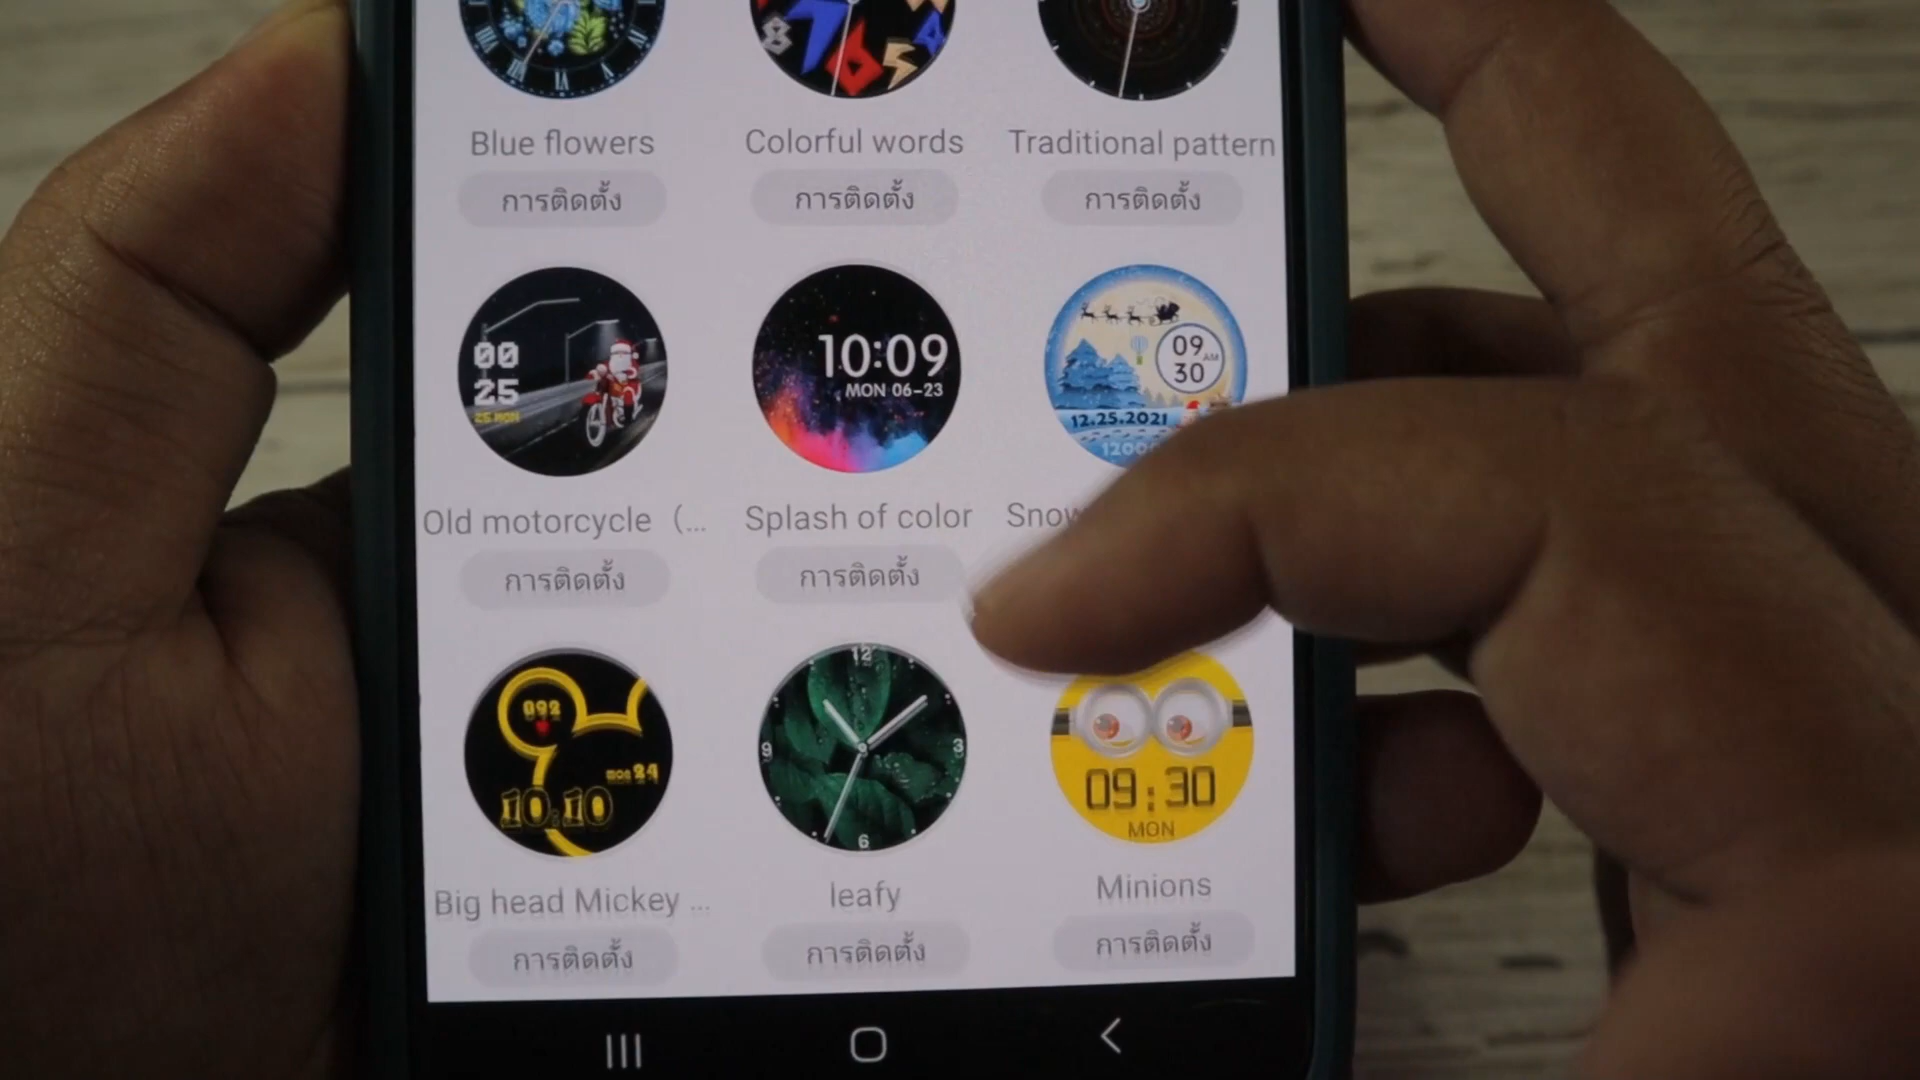 Blue flowers
Colorful words
Traditional pattern
การติดตั้ง
การติดตั้ง
การติดตั้ง
00
25
25 MON
10:09
MON 06-23
09 AM
30
12.25.2021
Old motorcycle (...
Splash of color
การติดตั้ง
การติดตั้ง
092
MON 24
10:10
12
3
6
9
09:30
MON
Big head Mickey ...
leafy
Minions
การติดตั้ง
การติดตั้ง
การติดตั้ง